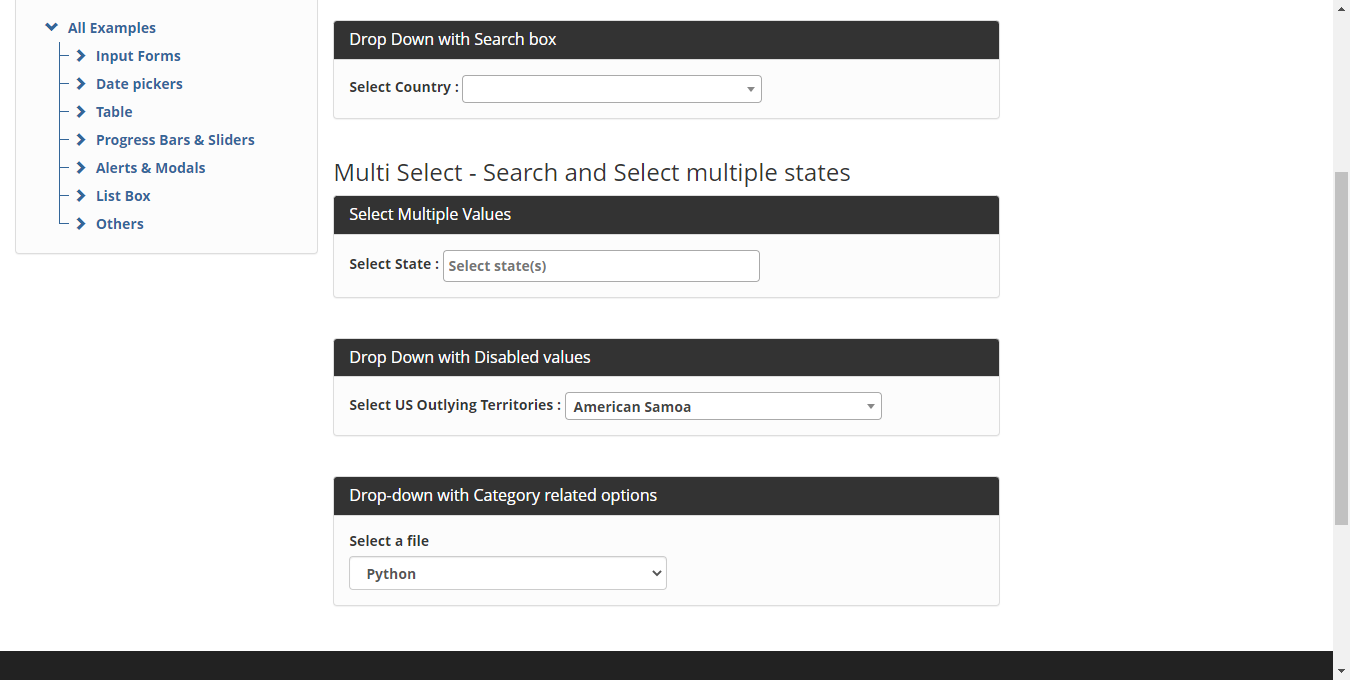 All Examples
Input Forms
Date pickers
Table
Progress Bars & Sliders
Alerts & Modals
List Box
Others
Drop Down with Search box
Select Country :
Multi Select - Search and Select multiple states
Select Multiple Values
Select State : Select state(s)
Drop Down with Disabled values
Select US Outlying Territories : American Samoa
Drop-down with Category related options
Select a file
Python